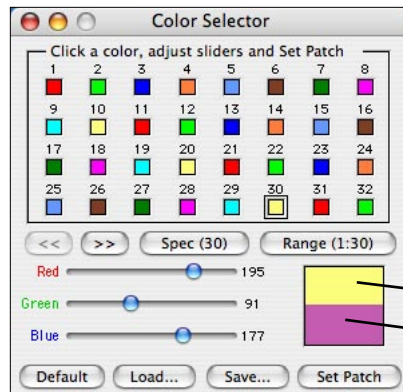 Color Selector
Click a color, adjust sliders and Set Patch
1 2 3 4 5 6 7 8
9 10 11 12 13 14 15 16
17 18 19 20 21 22 23 24
25 26 27 28 29 30 31 32
<< >> Spec (30) Range (1:30)
Red 195
Green 91
Blue 177
Default Load... Save... Set Patch